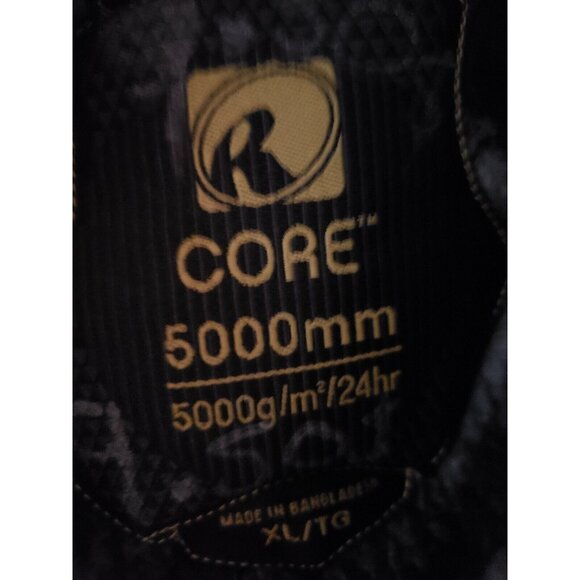 R
CORE™
5000mm
5000g/m²/24hr
MADE IN BANGLADESH
XL/TG